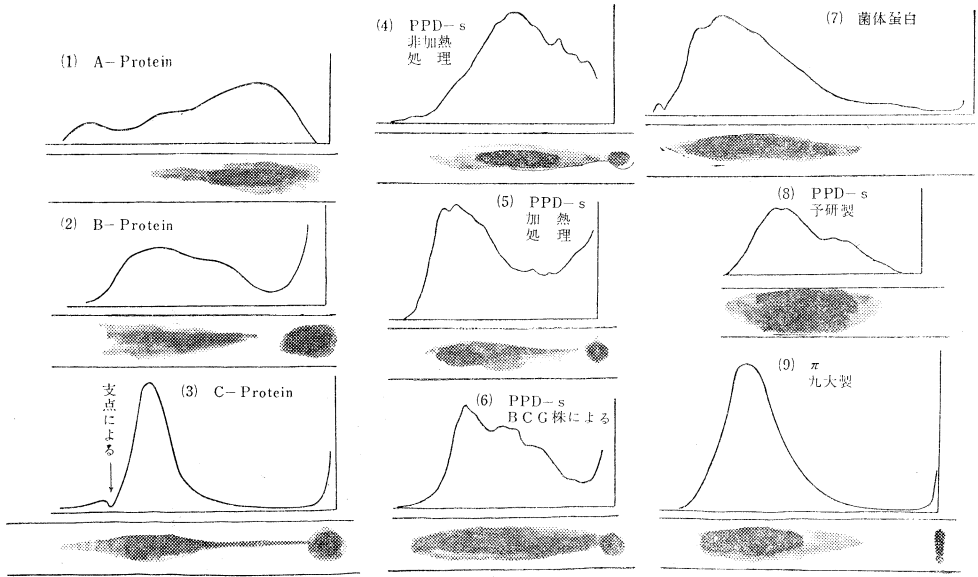 (1) A-Protein
(2) B-Protein
支点による
(3) C-Protein
(4) PPD-s
非加熱
処理
(5) PPD-s
加熱
処理
(6) PPD-s
BCG株による
(7) 菌体蛋白
(8) PPD-s
予研製
(9) π
九大製